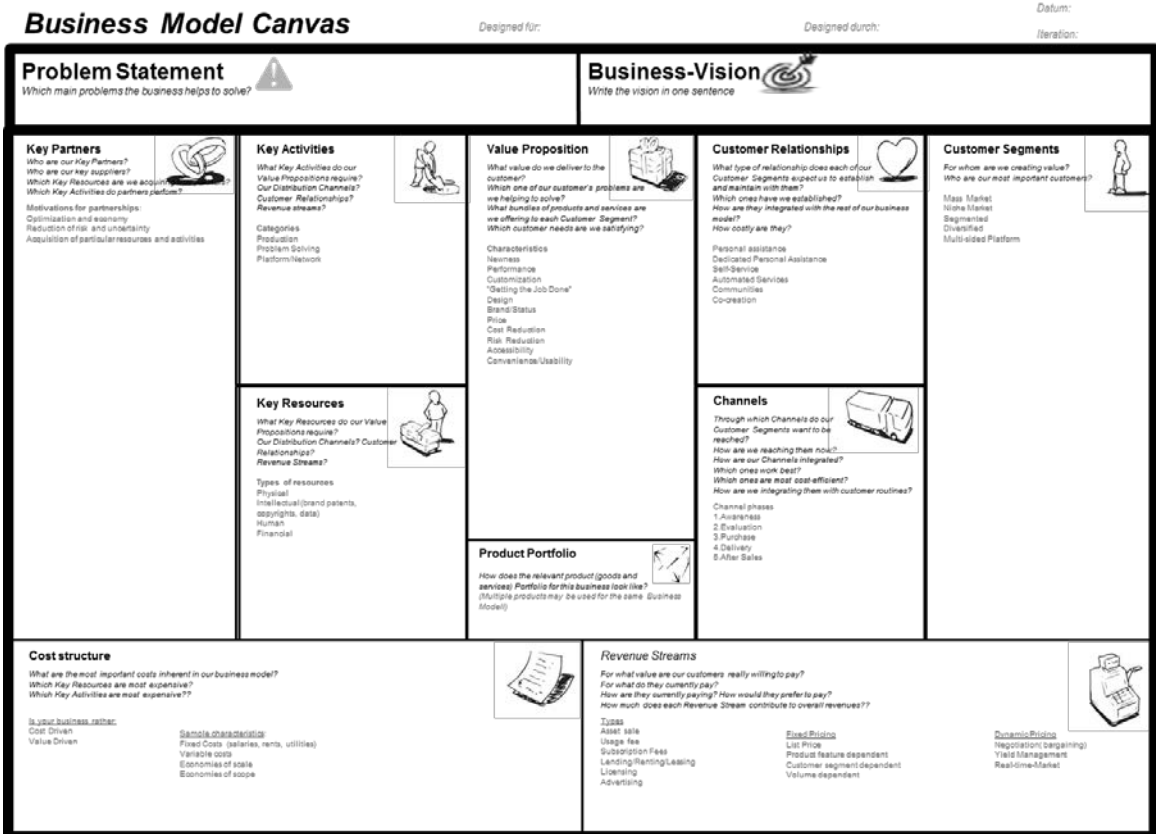 Business Model Canvas
Designed für:
Designed durch:
Datum:
Iteration:
Problem Statement
Which main problems the business helps to solve?
Business-Vision
Write the vision in one sentence
Key Partners
Who are our Key Partners?
Who are our key suppliers?
Which Key Resources are we acquiring
Which Key Activities do partners perform?
Motivations for partnerships:
Optimization and economy
Reduction of risk and uncertainty
Acquisition of particular resources and activities
Key Activities
What Key Activities do our
Value Propositions require?
Our Distribution Channels?
Customer Relationships?
Revenue streams?
Categories
Production
Problem Solving
Platform/Network
Key Resources
What Key Resources do our Value
Propositions require?
Our Distribution Channels? Customer
Relationships?
Revenue Streams?
Types of resources
Physical
Intellectual (brand patents,
copyrights, data)
Human
Financial
Value Proposition
What value do we deliver to the
customer?
Which one of our customer's problems are
we helping to solve?
What bundles of products and services are
we offering to each Customer Segment?
Which customer needs are we satisfying?
Characteristics
Newness
Performance
Customization
"Getting the Job Done"
Design
Brand/Status
Price
Cost Reduction
Risk Reduction
Accessibility
Convenience/Usability
Product Portfolio
How does the relevant product (goods and
services) Portfolio for this business look like?
(Multiple products may be used for the same Business
Modell)
Customer Relationships
What type of relationship does each of our
Customer Segments expect us to establish
and maintain with them?
Which ones have we established?
How are they integrated with the rest of our business
model?
How costly are they?
Personal assistance
Dedicated Personal Assistance
Self-Service
Automated Services
Communities
Co-creation
Channels
Through which Channels do our
Customer Segments want to be
reached?
How are we reaching them now?
How are our Channels integrated?
Which ones work best?
Which ones are most cost-efficient?
How are we integrating them with customer routines?
Channel phases
1.Awareness
2.Evaluation
3.Purchase
4.Delivery
5.After Sales
Customer Segments
For whom are we creating value?
Who are our most important customers?
Mass Market
Niche Market
Segmented
Diversified
Multi-sided Platform
Cost structure
What are the most important costs inherent in our business model?
Which Key Resources are most expensive?
Which Key Activities are most expensive??
Is your business rather:
Cost Driven
Value Driven
Sample characteristics
Fixed Costs (salaries, rents, utilities)
Variable costs
Economies of scale
Economies of scope
Revenue Streams
For what value are our customers really willing to pay?
For what do they currently pay?
How are they currently paying? How would they prefer to pay?
How much does each Revenue Stream contribute to overall revenues??
Types
Asset sale
Usage fee
Subscription Fees
Lending/Renting/Leasing
Licensing
Advertising
Fixed Pricing
List Price
Product feature dependent
Customer segment dependent
Volume dependent
Dynamic Pricing
Negotiation( bargaining)
Yield Management
Real-time-Market